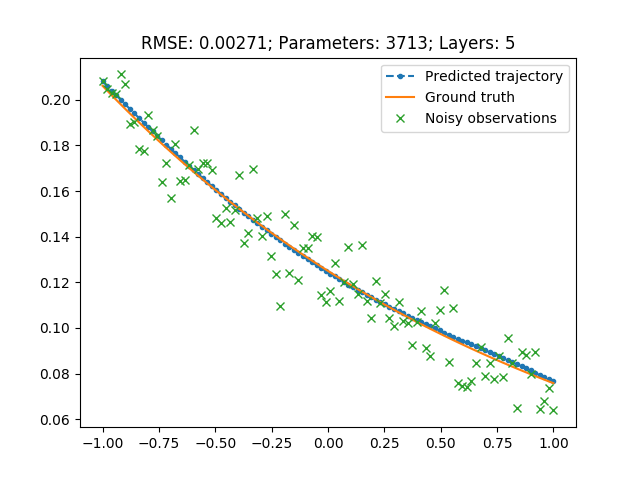 RMSE: 0.00271; Parameters: 3713; Layers: 5
Predicted trajectory
Ground truth
Noisy observations
0.20
0.18
0.16
0.14
0.12
0.10
0.08
0.06
−1.00 −0.75 −0.50 −0.25 0.00 0.25 0.50 0.75 1.00